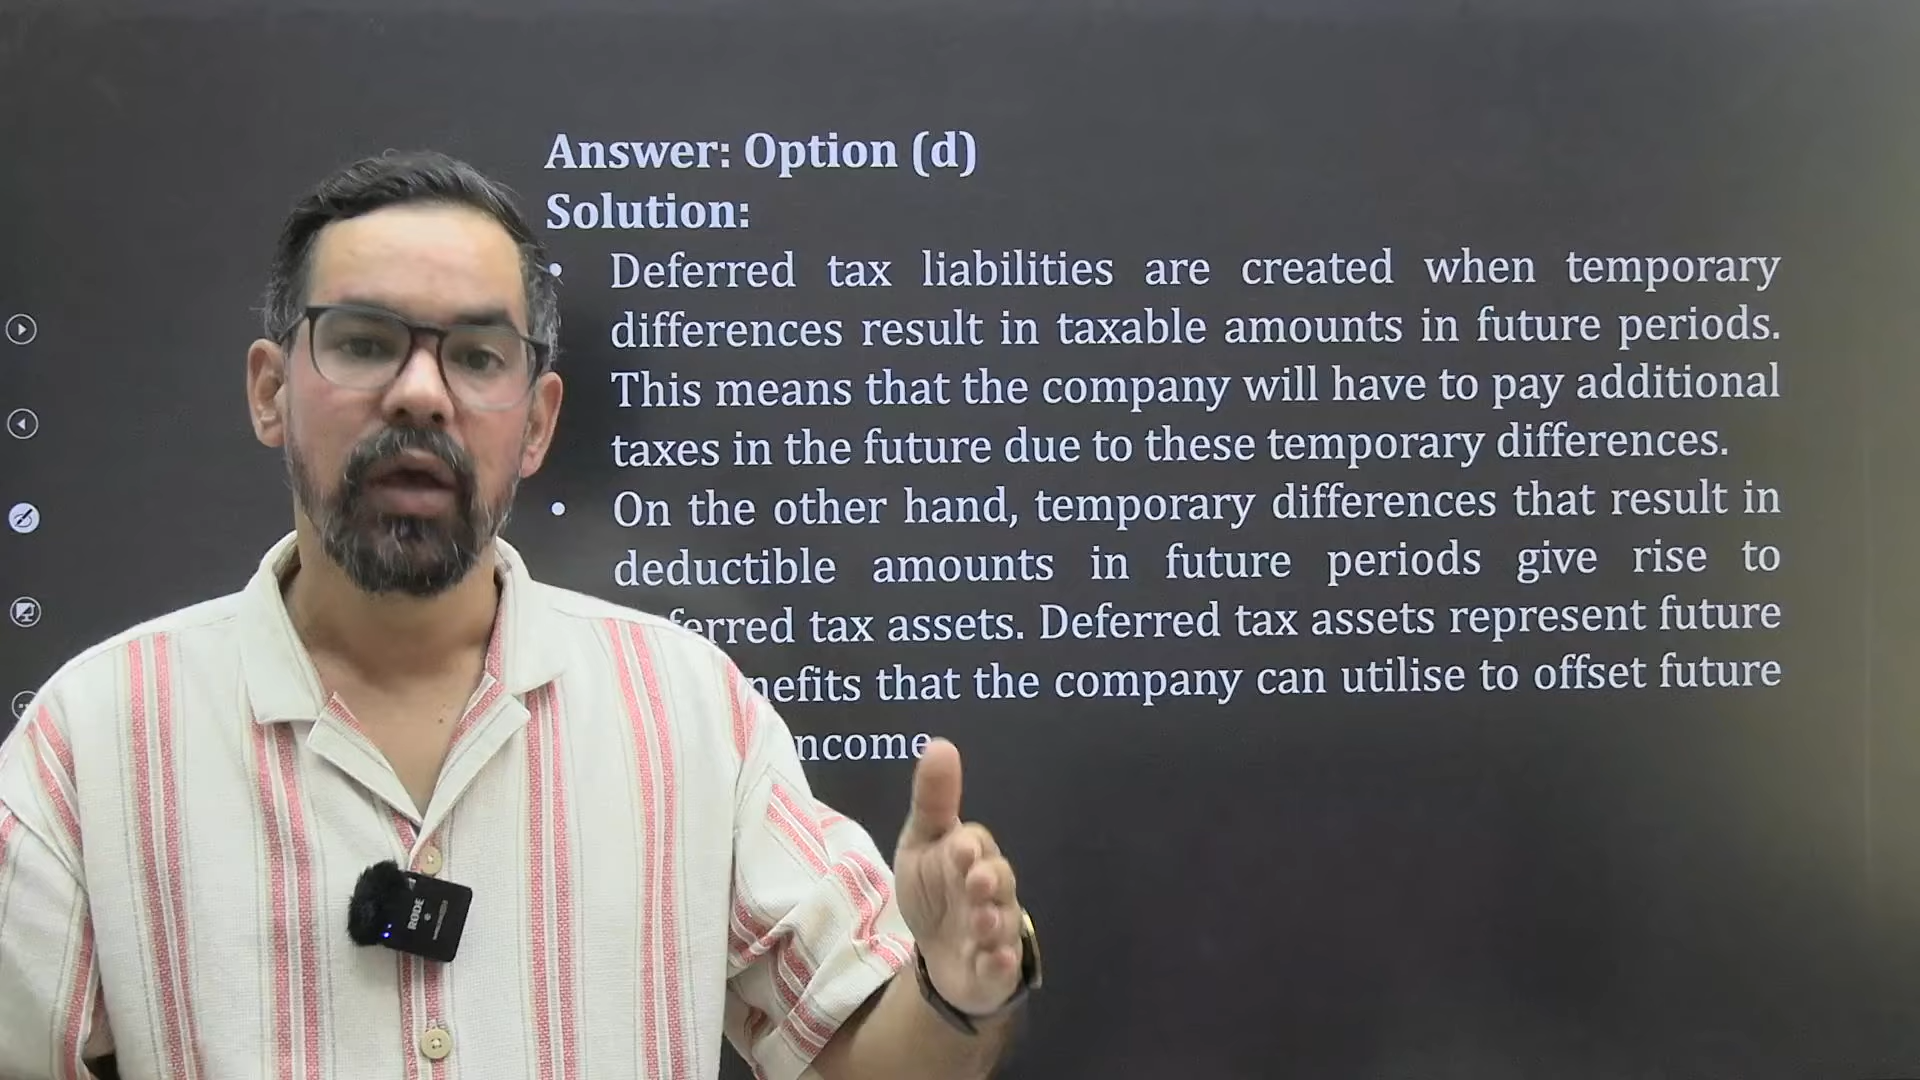 Answer: Option (d)
Solution:
• Deferred tax liabilities are created when temporary
differences result in taxable amounts in future periods.
This means that the company will have to pay additional
taxes in the future due to these temporary differences.
• On the other hand, temporary differences that result in
deductible amounts in future periods give rise to
tax assets. Deferred tax assets represent future
that the company can utilise to offset future
RODE